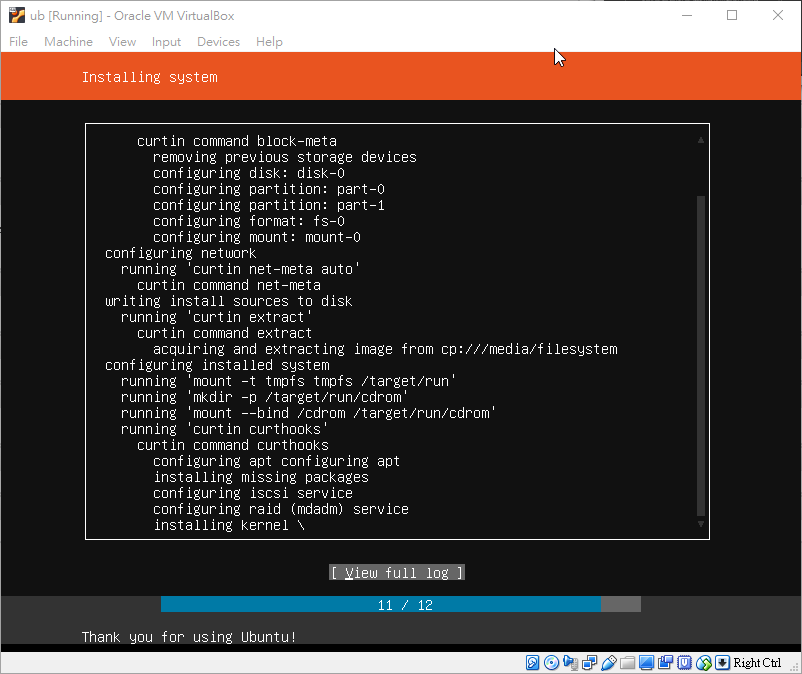 ub [Running] - Oracle VM VirtualBox
File Machine View Input Devices Help
Installing system
curtin command block-meta
removing previous storage devices
configuring disk: disk-0
configuring partition: part-0
configuring partition: part-1
configuring format: fs-0
configuring mount: mount-0
configuring network
running 'curtin net-meta auto'
curtin command net-meta
writing install sources to disk
running 'curtin extract'
curtin command extract
acquiring and extracting image from cp:///media/filesystem
configuring installed system
running 'mount -t tmpfs tmpfs /target/run'
running 'mkdir -p /target/run/cdrom'
running 'mount --bind /cdrom /target/run/cdrom'
running 'curtin curthooks'
curtin command curthooks
configuring apt configuring apt
installing missing packages
configuring iscsi service
configuring raid (mdadm) service
installing kernel \
[ View full log ]
11 / 12
Thank you for using Ubuntu!
Right Ctrl